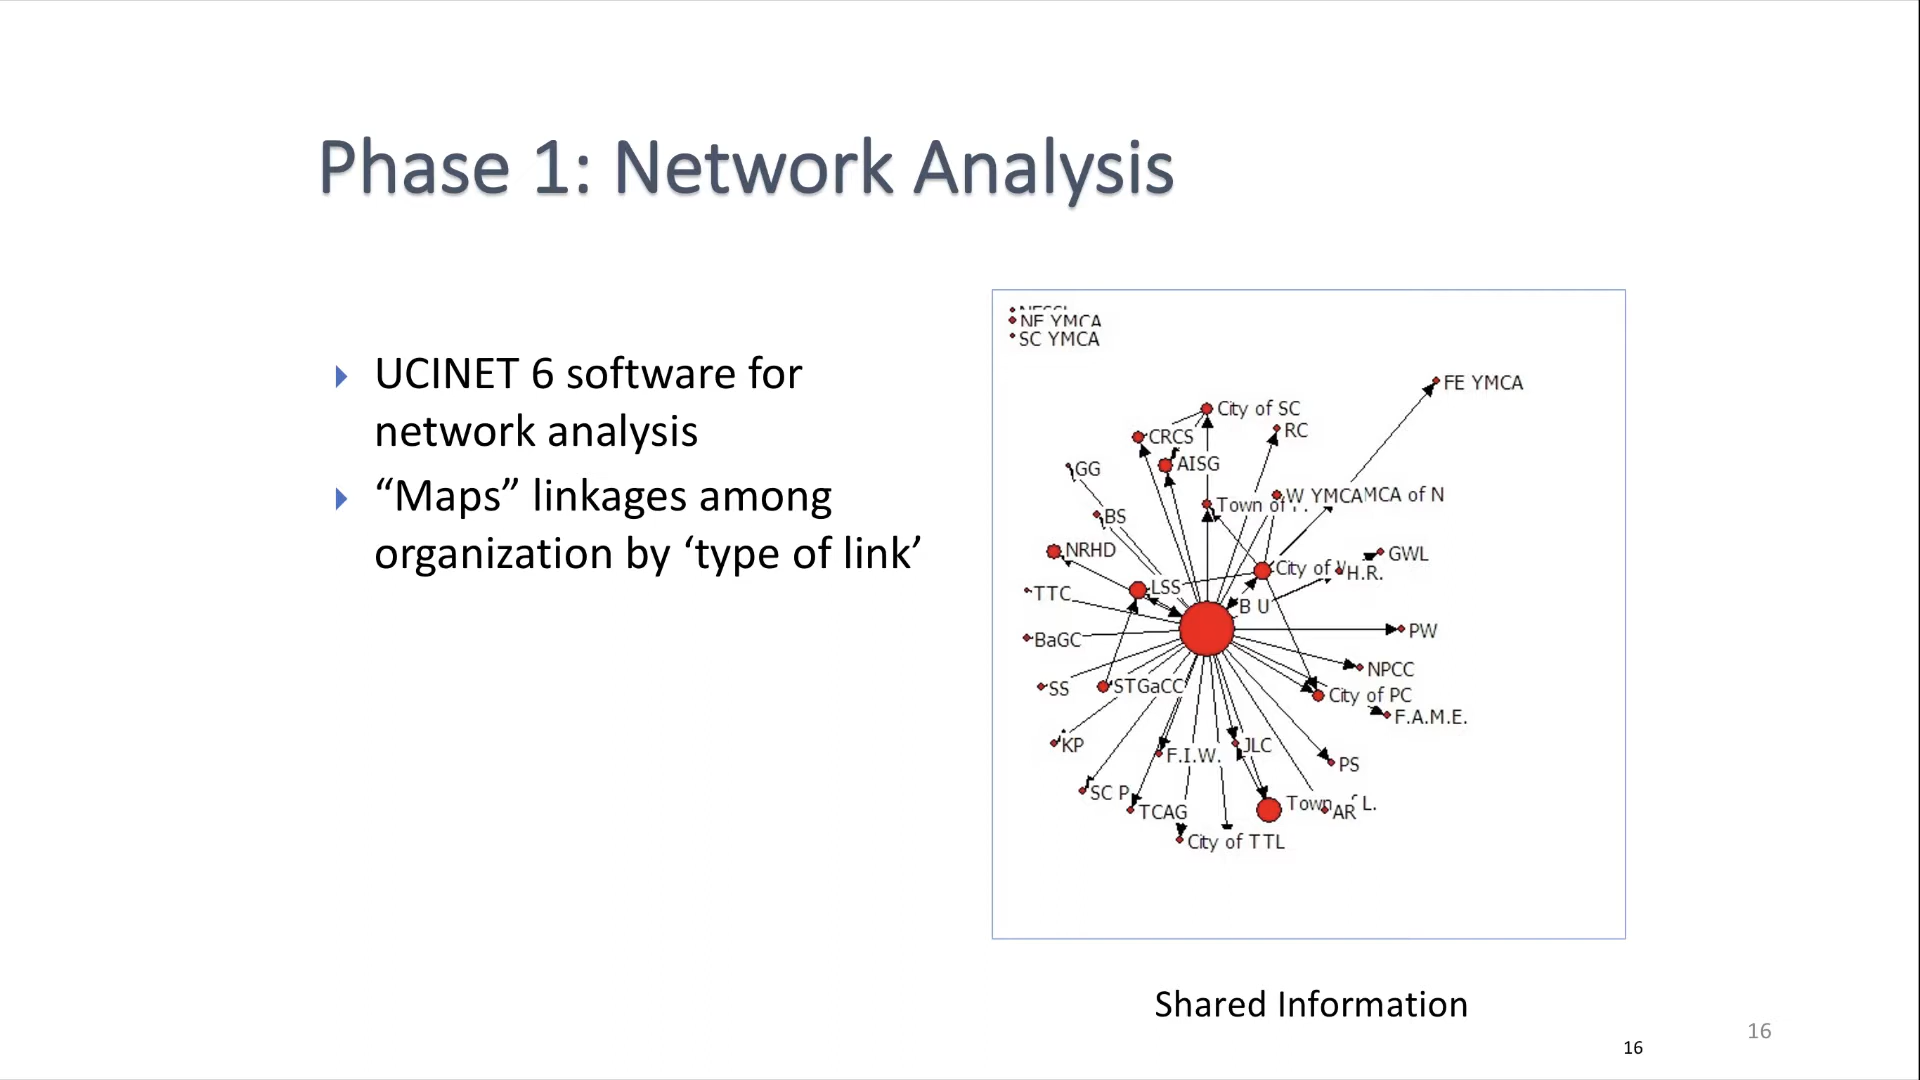 Phase 1: Network Analysis
UCINET 6 software for
network analysis
“Maps” linkages among
organization by ‘type of link’
NE YMCA
SC YMCA
FE YMCA
City of SC
RC
CRCS
AISG
GG
W YMCA
MCA of N
Town of
BS
NRHD
GWL
City of
H.R.
LSS
TTC
B U
PW
BaGC
NPCC
SS
STGaCC
City of PC
F.A.M.E.
KP
F.I.W.
JLC
PS
SC P
TCAG
Town
L.
AR
City of TTL
Shared Information
16
16